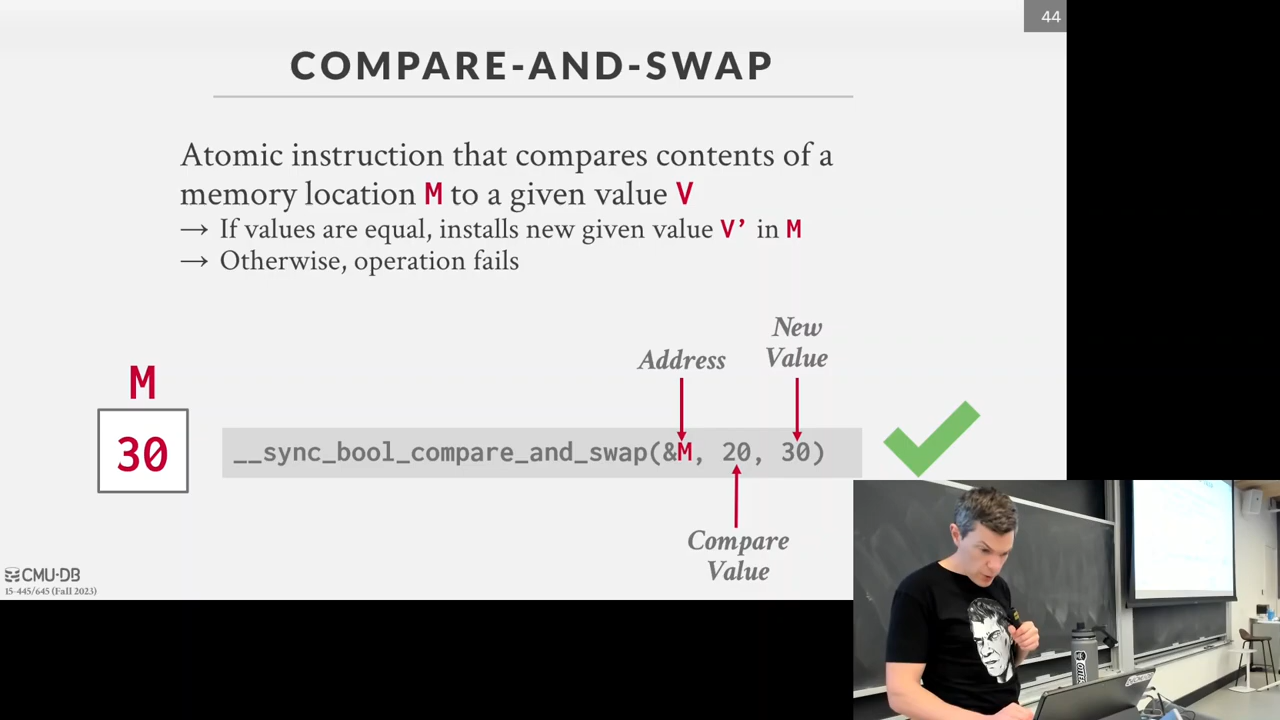 44
COMPARE-AND-SWAP
Atomic instruction that compares contents of a
memory location M to a given value V
→ If values are equal, installs new given value V’ in M
→ Otherwise, operation fails
New
Value
Address
M
30
__sync_bool_compare_and_swap(&M, 20, 30)
Compare
Value
CMU·DB
15-445/645 (Fall 2023)